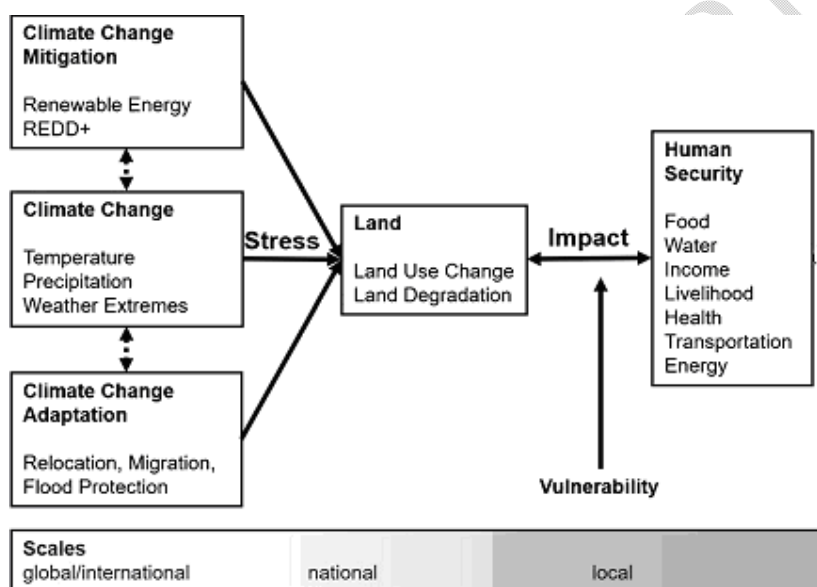 Climate Change
Mitigation
Renewable Energy
REDD+
Climate Change
Temperature
Precipitation
Weather Extremes
Climate Change
Adaptation
Relocation, Migration,
Flood Protection
Stress
Land
Land Use Change
Land Degradation
Impact
Vulnerability
Human
Security
Food
Water
Income
Livelihood
Health
Transportation
Energy
Scales
global/international national local